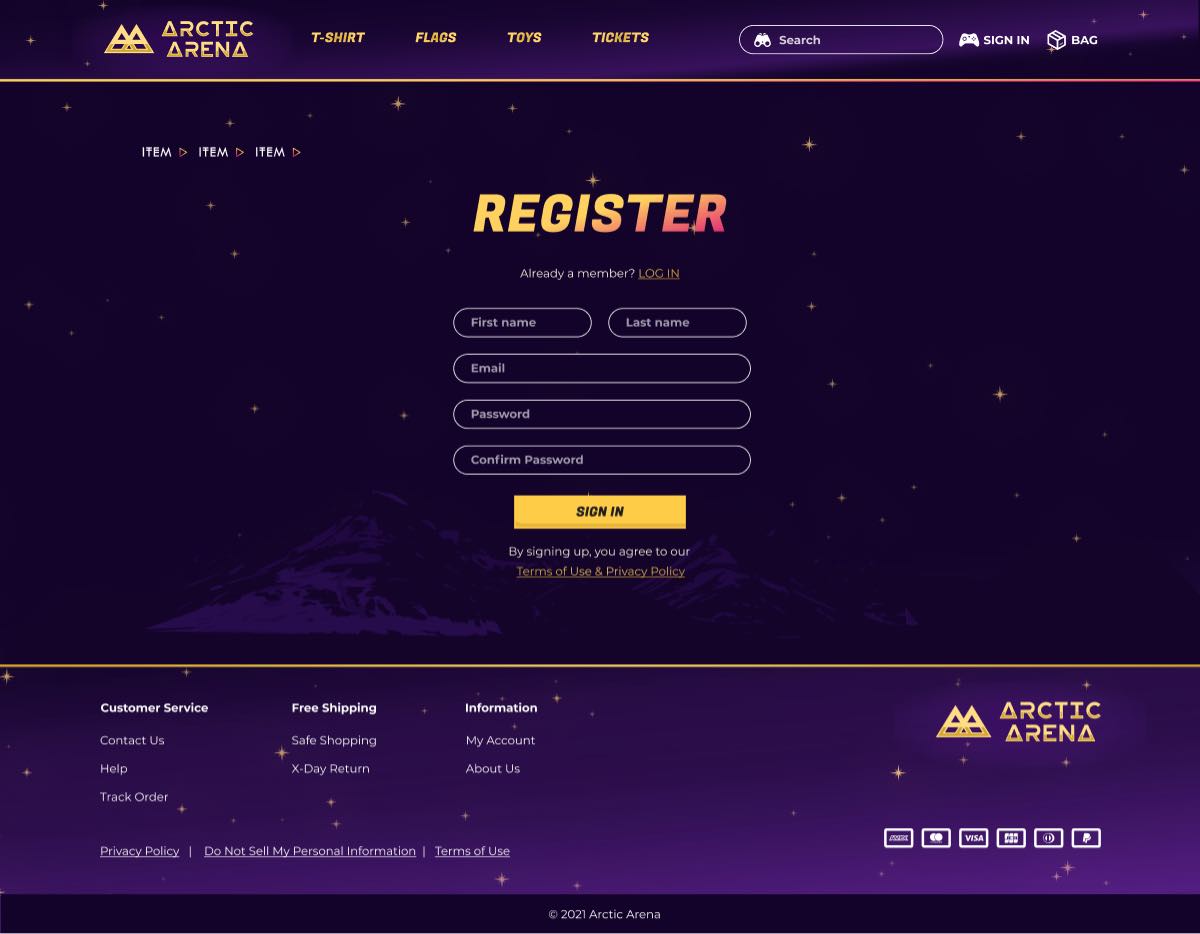 ARCTIC
ARENA
T-SHIRT FLAGS TOYS TICKETS
Search
SIGN IN
BAG
ITEM ITEM ITEM
REGISTER
Already a member? LOG IN
First name Last name
Email
Password
Confirm Password
SIGN IN
By signing up, you agree to our
Terms of Use & Privacy Policy
Customer Service
Contact Us
Help
Track Order
Free Shipping
Safe Shopping
X-Day Return
Information
My Account
About Us
ARCTIC
ARENA
VISA
Privacy Policy | Do Not Sell My Personal Information | Terms of Use
© 2021 Arctic Arena